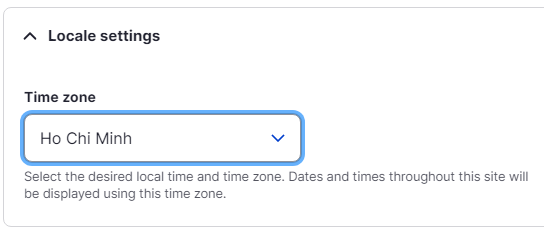 Locale settings
Time zone
Ho Chi Minh
Select the desired local time and time zone. Dates and times throughout this site will
be displayed using this time zone.